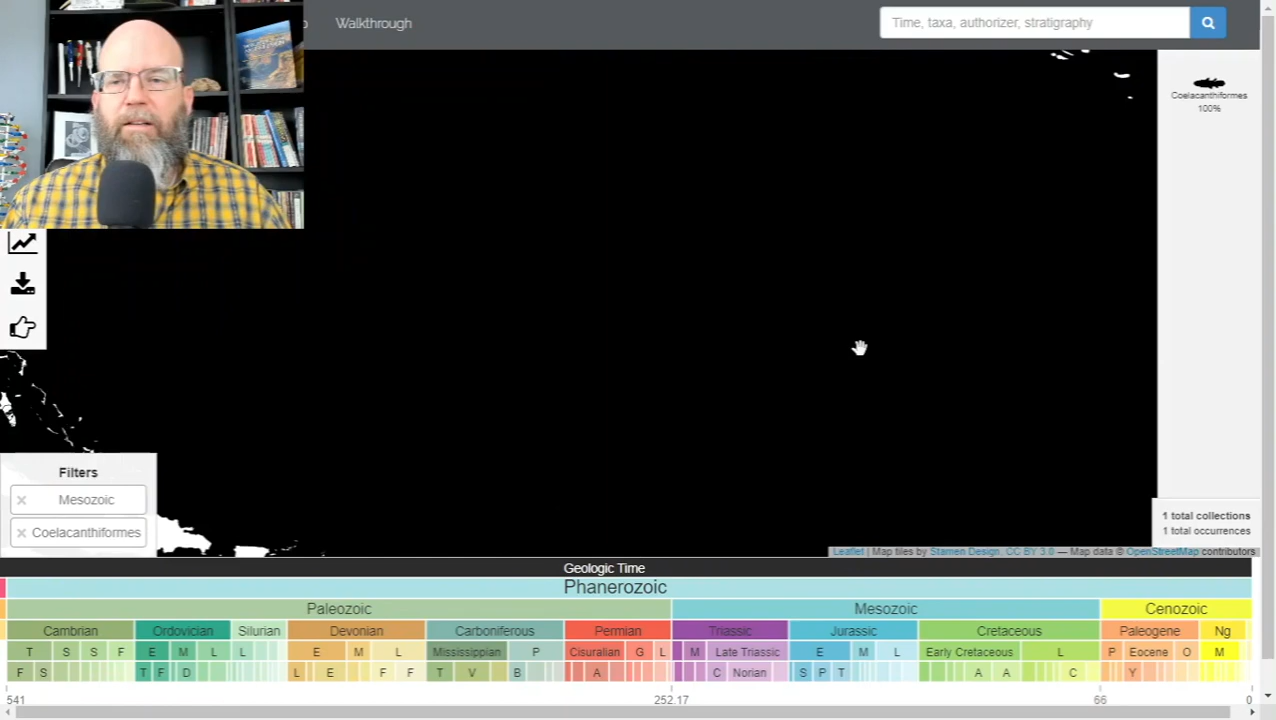 Walkthrough
Time, taxa, authorizer, stratigraphy
Coelacanthiformes
100%
Filters
× Mesozoic
× Coelacanthiformes
1 total collections
1 total occurrences
Leaflet | Map tiles by Stamen Design, CC BY 3.0 — Map data @ OpenStreetMap contributors
Geologic Time
Phanerozoic
Paleozoic Mesozoic Cenozoic
Cambrian Ordovician Silurian Devonian Carboniferous Permian Triassic Jurassic Cretaceous Paleogene Ng
T S S F E M L L E M L Mississippian P Cisuralian G L M Late Triassic E M L Early Cretaceous L P Eocene O M
F S T F D L E F F T V B A C Norian S P T A A C Y
541 252.17 66 0